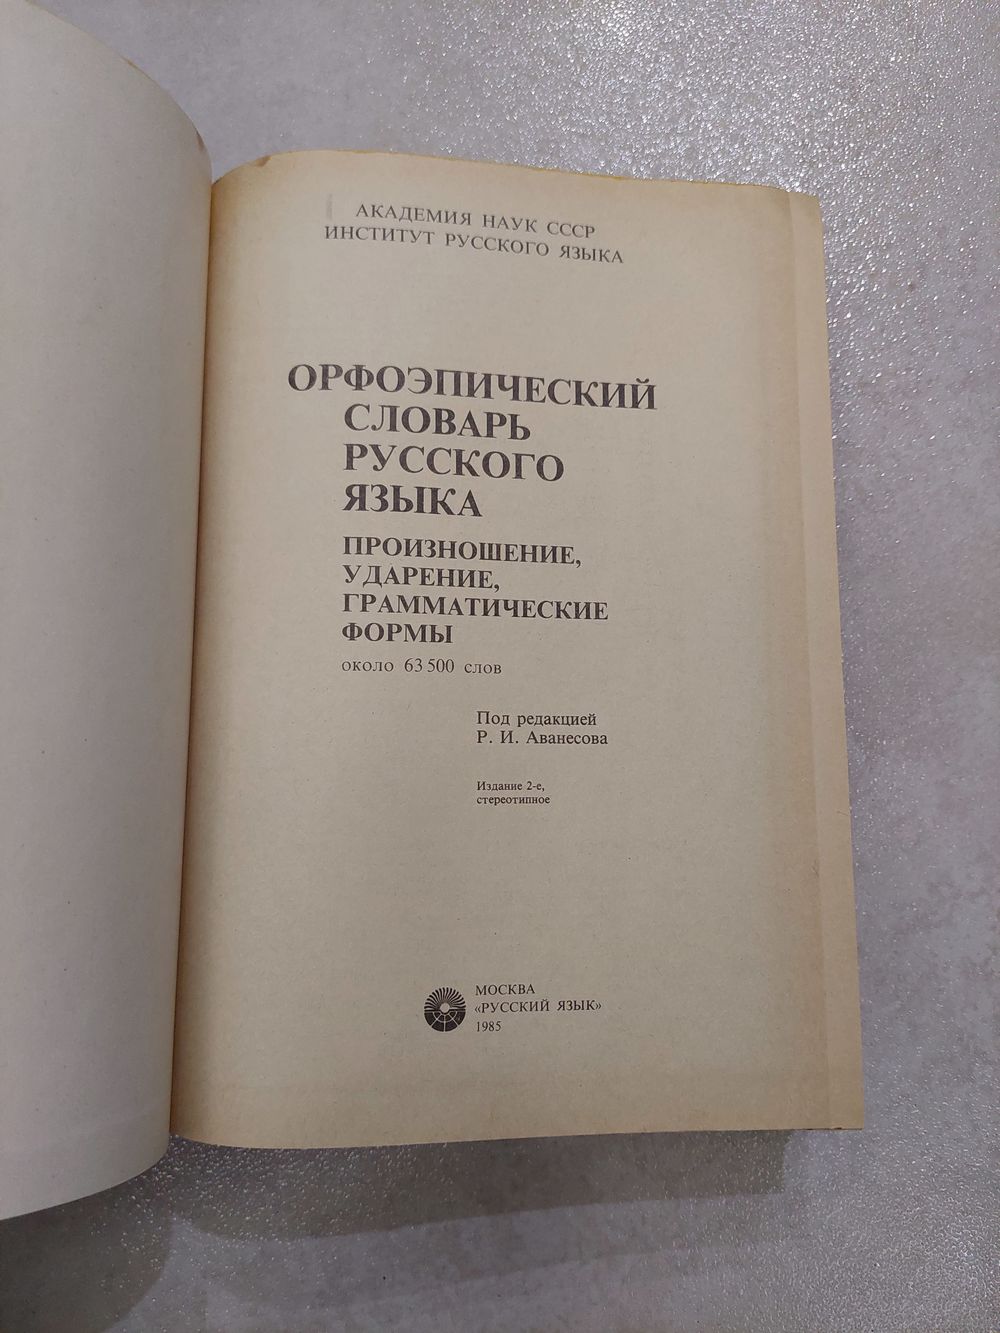 АКАДЕМИЯ НАУК СССР
ИНСТИТУТ РУССКОГО ЯЗЫКА
ОРФОЭПИЧЕСКИЙ
СЛОВАРЬ
РУССКОГО
ЯЗЫКА
ПРОИЗНОШЕНИЕ,
УДАРЕНИЕ,
ГРАММАТИЧЕСКИЕ
ФОРМЫ
около 63 500 слов
Под редакцией
Р. И. Аванесова
Издание 2-е,
стереотипное
МОСКВА
«РУССКИЙ ЯЗЫК»
1985